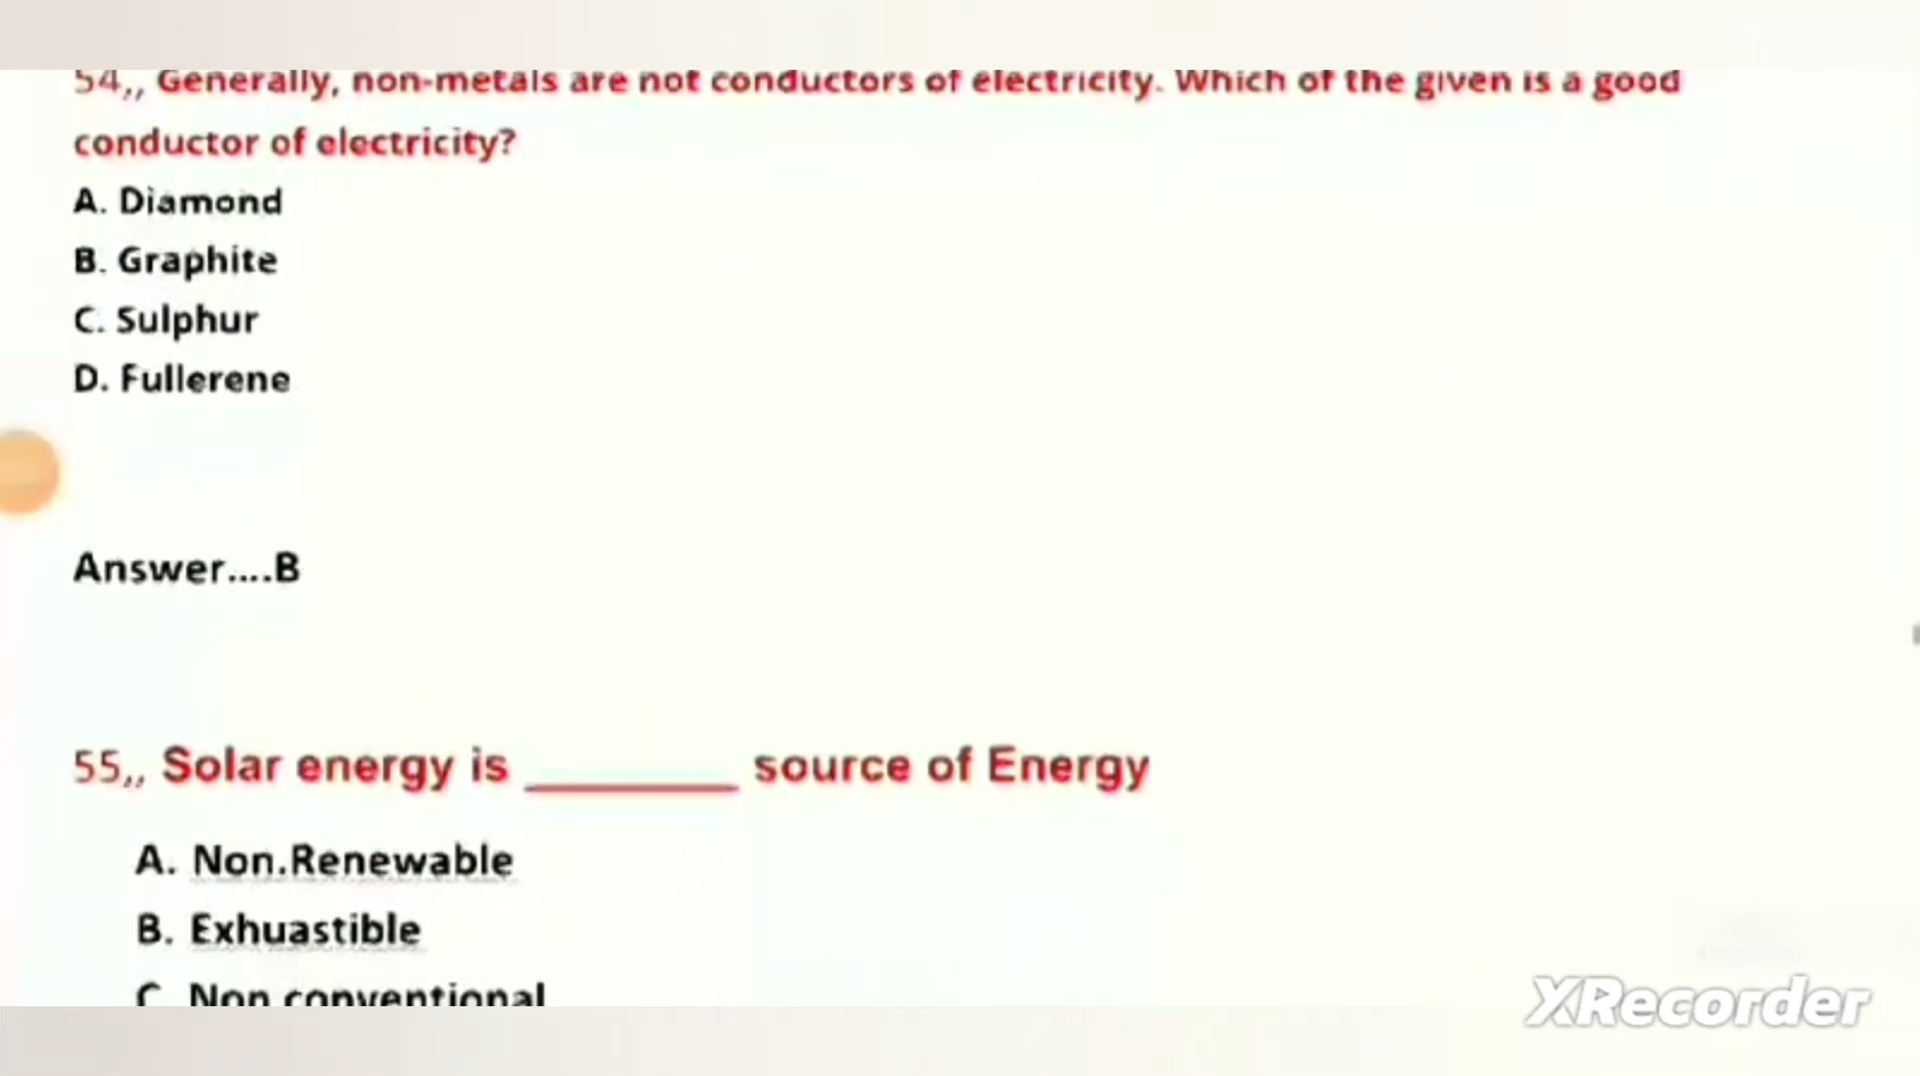 54,, Generally, non-metals are not conductors of electricity. Which of the given is a good
conductor of electricity?
A. Diamond
B. Graphite
C. Sulphur
D. Fullerene
Answer....B
55,, Solar energy is ________ source of Energy
A. Non.Renewable
B. Exhuastible
C Non conventional
XRecorder